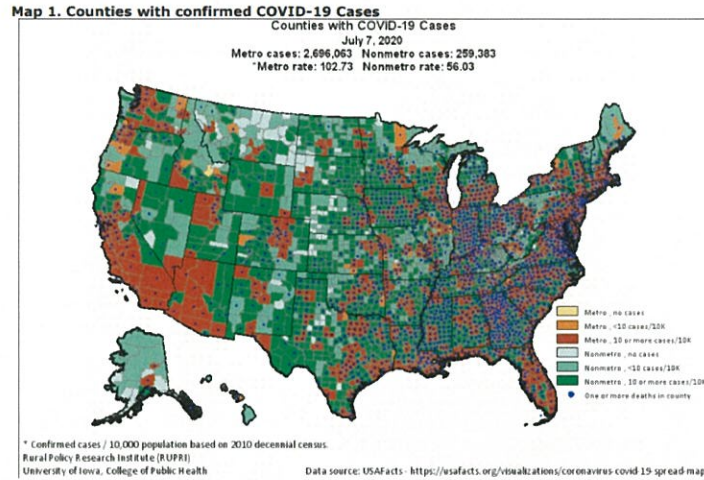 Map 1. Counties with confirmed COVID-19 Cases
Counties with COVID-19 Cases
July 7, 2020
Metro cases: 2,696,063 Nonmetro cases: 259,383
*Metro rate: 102.73 Nonmetro rate: 56.03
Metro, no cases
Metro, <10 cases/10K
Metro, 10 or more cases/10K
Nonmetro, no cases
Nonmetro, <10 cases/10K
Nonmetro, 10 or more cases/10K
One or more deaths in county
* Confirmed cases / 10,000 population based on 2010 decennial census.
Rural Policy Research Institute (RUPRI)
University of Iowa, College of Public Health
Data source: USAFacts - https://usafacts.org/visualizations/coronavirus-covid-19-spread-map